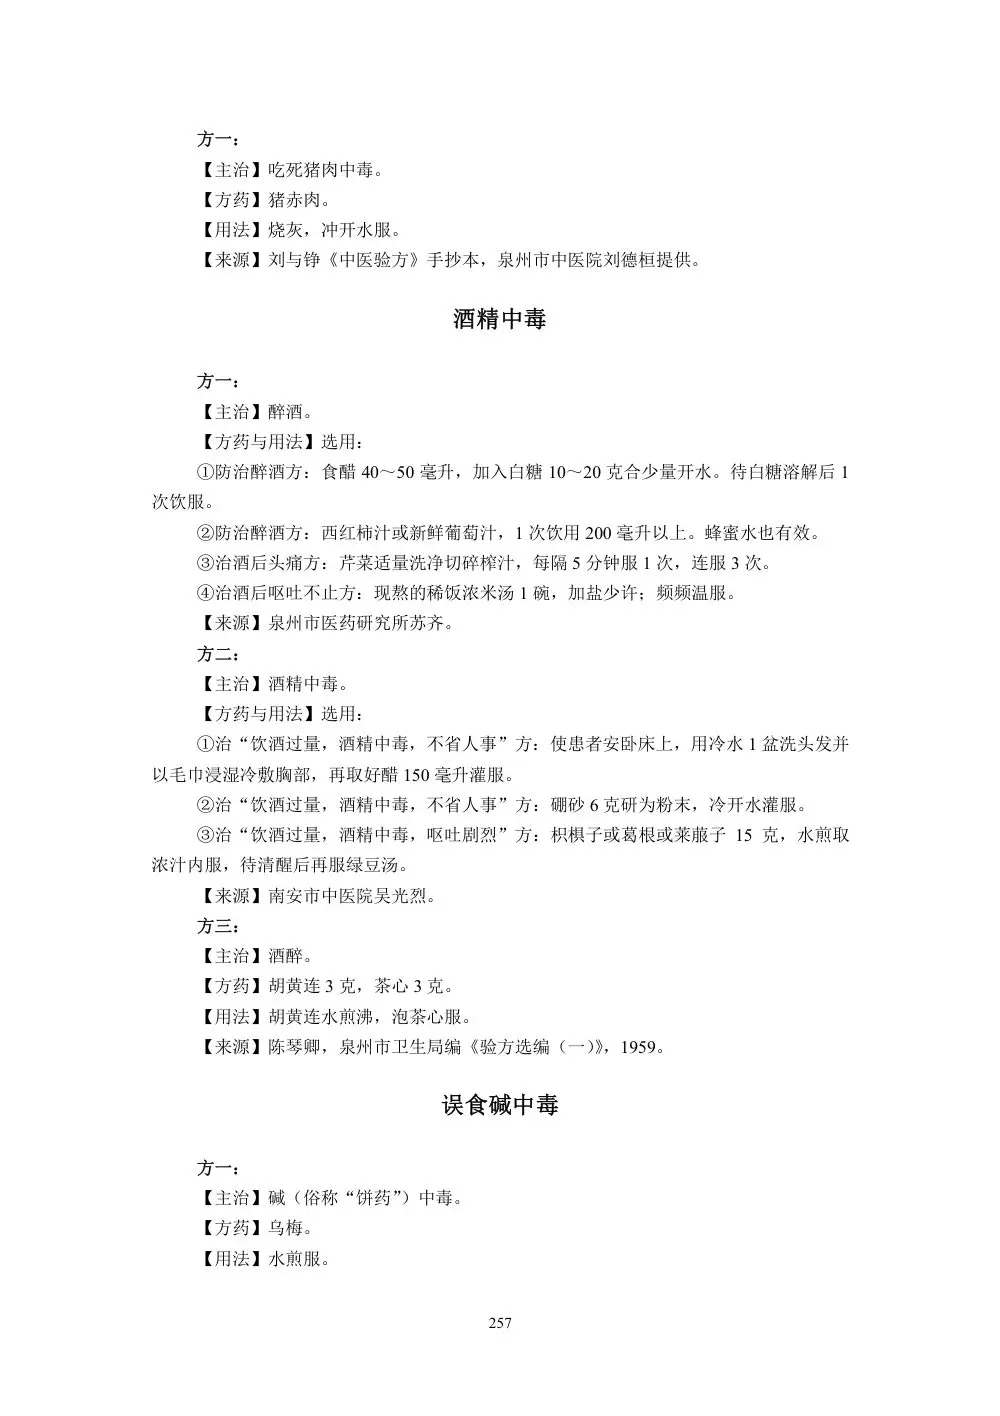 方一：
【主治】吃死猪肉中毒。
【方药】猪赤肉。
【用法】烧灰，冲开水服。
【来源】刘与铮《中医验方》手抄本，泉州市中医院刘德桓提供。
酒精中毒
方一：
【主治】醉酒。
【方药与用法】选用：
①防治醉酒方：食醋 40～50 毫升，加入白糖 10～20 克合少量开水。待白糖溶解后 1
次饮服。
②防治醉酒方：西红柿汁或新鲜葡萄汁，1 次饮用 200 毫升以上。蜂蜜水也有效。
③治酒后头痛方：芹菜适量洗净切碎榨汁，每隔 5 分钟服 1 次，连服 3 次。
④治酒后呕吐不止方：现熬的稀饭浓米汤 1 碗，加盐少许；频频温服。
【来源】泉州市医药研究所苏齐。
方二：
【主治】酒精中毒。
【方药与用法】选用：
①治“饮酒过量，酒精中毒，不省人事”方：使患者安卧床上，用冷水 1 盆洗头发并
以毛巾浸湿冷敷胸部，再取好醋 150 毫升灌服。
②治“饮酒过量，酒精中毒，不省人事”方：硼砂 6 克研为粉末，冷开水灌服。
③治“饮酒过量，酒精中毒，呕吐剧烈”方：枳椇子或葛根或莱菔子 15 克，水煎取
浓汁内服，待清醒后再服绿豆汤。
【来源】南安市中医院吴光烈。
方三：
【主治】酒醉。
【方药】胡黄连 3 克，茶心 3 克。
【用法】胡黄连水煎沸，泡茶心服。
【来源】陈琴卿，泉州市卫生局编《验方选编（一）》，1959。
误食碱中毒
方一：
【主治】碱（俗称“饼药”）中毒。
【方药】乌梅。
【用法】水煎服。
257